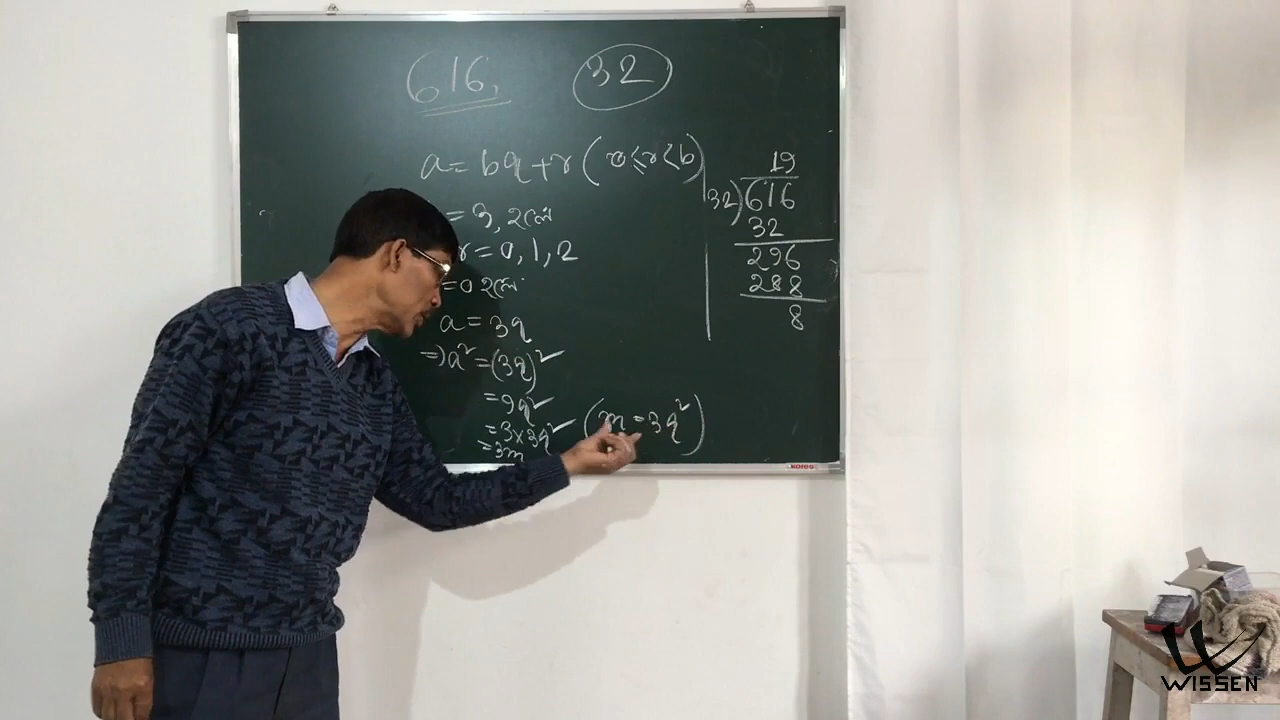 616, 32
a = bq + r (0 ≤ r < b)
= 3, হলে
r = 0, 1, 2
= 0 হলে
a = 3q
⇒ a² = (3q)²
= 9q²
= 3 × 3q² (m = 3q²)
= 3m
19
32)616
32
296
288
8
kores
WISSEN